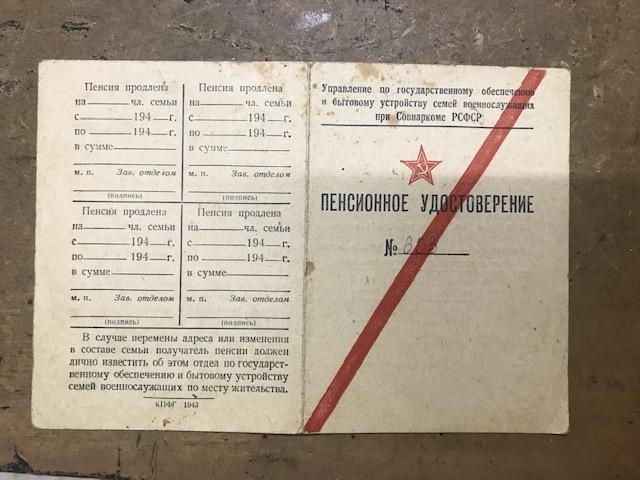 Пенсия продлена
на чл. семьи
с 194 г.
по 194 г.
в сумме
м. п. Зав. отделом
(подпись)
Пенсия продлена
на чл. семьи
с 194 г.
по 194 г.
в сумме
м. п. Зав. отделом
(подпись)
Пенсия продлена
на чл. семьи
с 194 г.
по 194 г.
в сумме
м. п. Зав. отделом
(подпись)
Пенсия продлена
на чл. семьи
с 194 г.
по 194 г.
в сумме
м. п. Зав. отделом
(подпись)
В случае перемены адреса или изменения
в составе семьи получатель пенсии должен
лично известить об этом отдел по государст-
венному обеспечению и бытовому устройству
семей военнослужащих по месту жительства.
КПФГ 1943
Управление по государственному обеспечению
и бытовому устройству семей военнослужащих
при Совнаркоме РСФСР
ПЕНСИОННОЕ УДОСТОВЕРЕНИЕ
№ 653